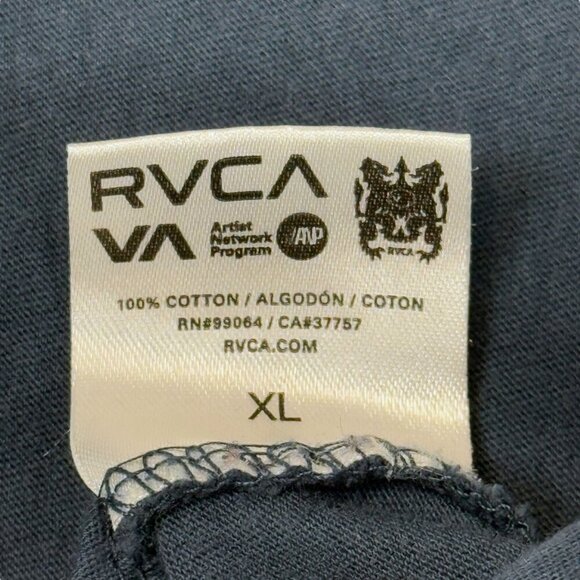 RVCA
VA
Artist
Network
Program
ANP
RVCA
100% COTTON / ALGODÓN / COTON
RN#99064 / CA#37757
RVCA.COM
XL